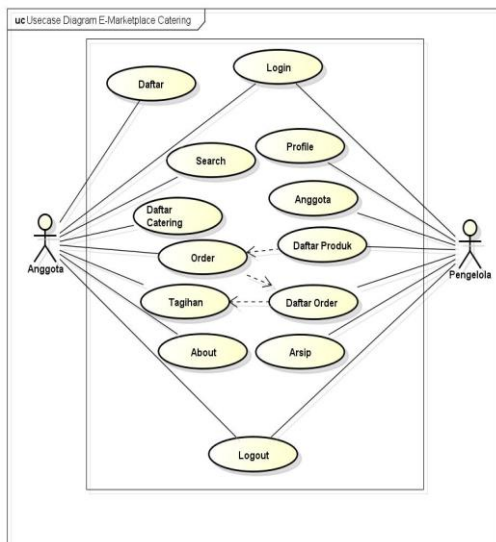 uc Usecase Diagram E-Marketplace Catering
Daftar
Login
Search
Profile
Daftar
Catering
Anggota
Order
Daftar Produk
Anggota
Pengelola
Tagihan
Daftar Order
About
Arsip
Logout